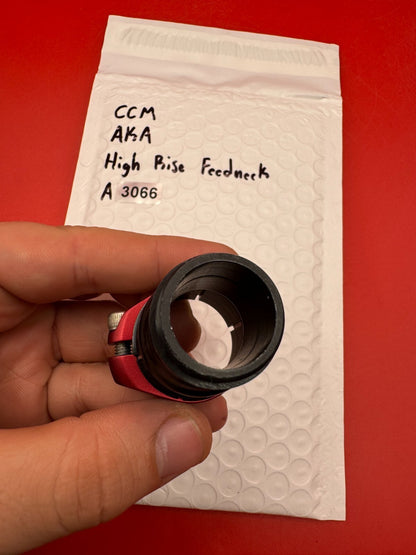 CCM
AKA
High Rise Feedneck
A 3066